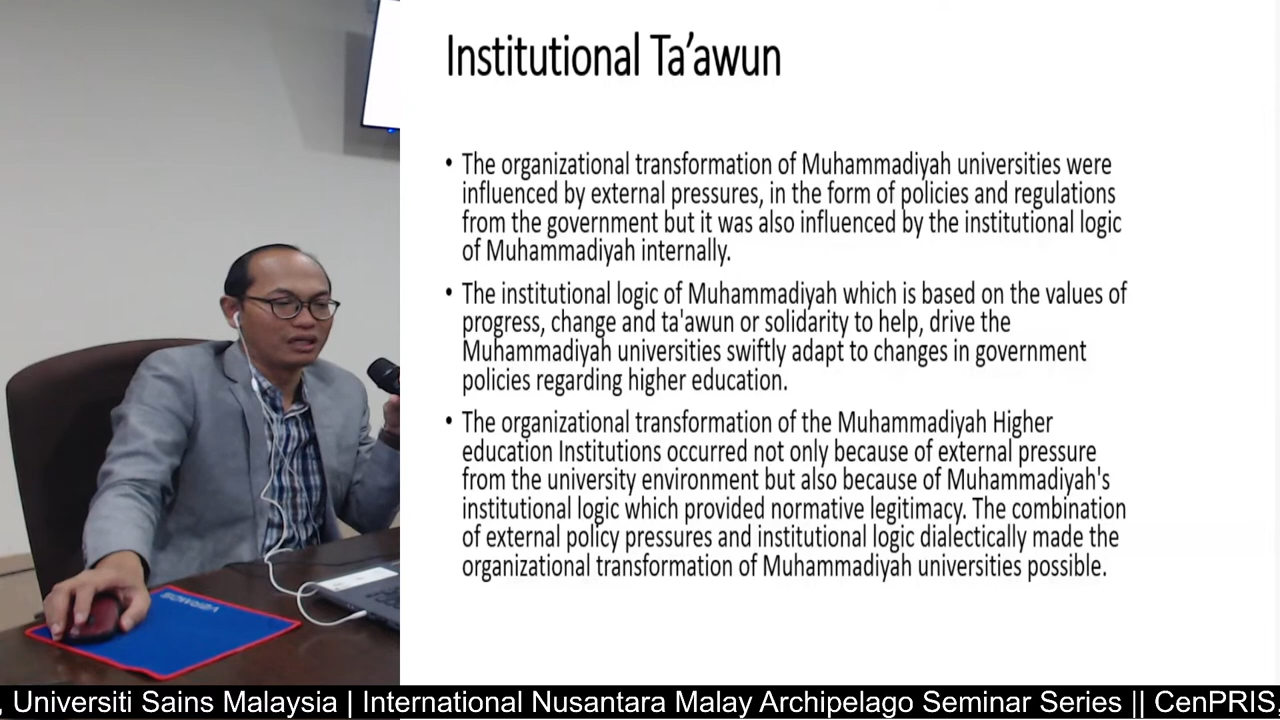 Institutional Ta'awun
• The organizational transformation of Muhammadiyah universities were
influenced by external pressures, in the form of policies and regulations
from the government but it was also influenced by the institutional logic
of Muhammadiyah internally.
• The institutional logic of Muhammadiyah which is based on the values of
progress, change and ta'awun or solidarity to help, drive the
Muhammadiyah universities swiftly adapt to changes in government
policies regarding higher education.
• The organizational transformation of the Muhammadiyah Higher
education Institutions occurred not only because of external pressure
from the university environment but also because of Muhammadiyah's
institutional logic which provided normative legitimacy. The combination
of external policy pressures and institutional logic dialectically made the
organizational transformation of Muhammadiyah universities possible.
, Universiti Sains Malaysia | International Nusantara Malay Archipelago Seminar Series || CenPRIS,